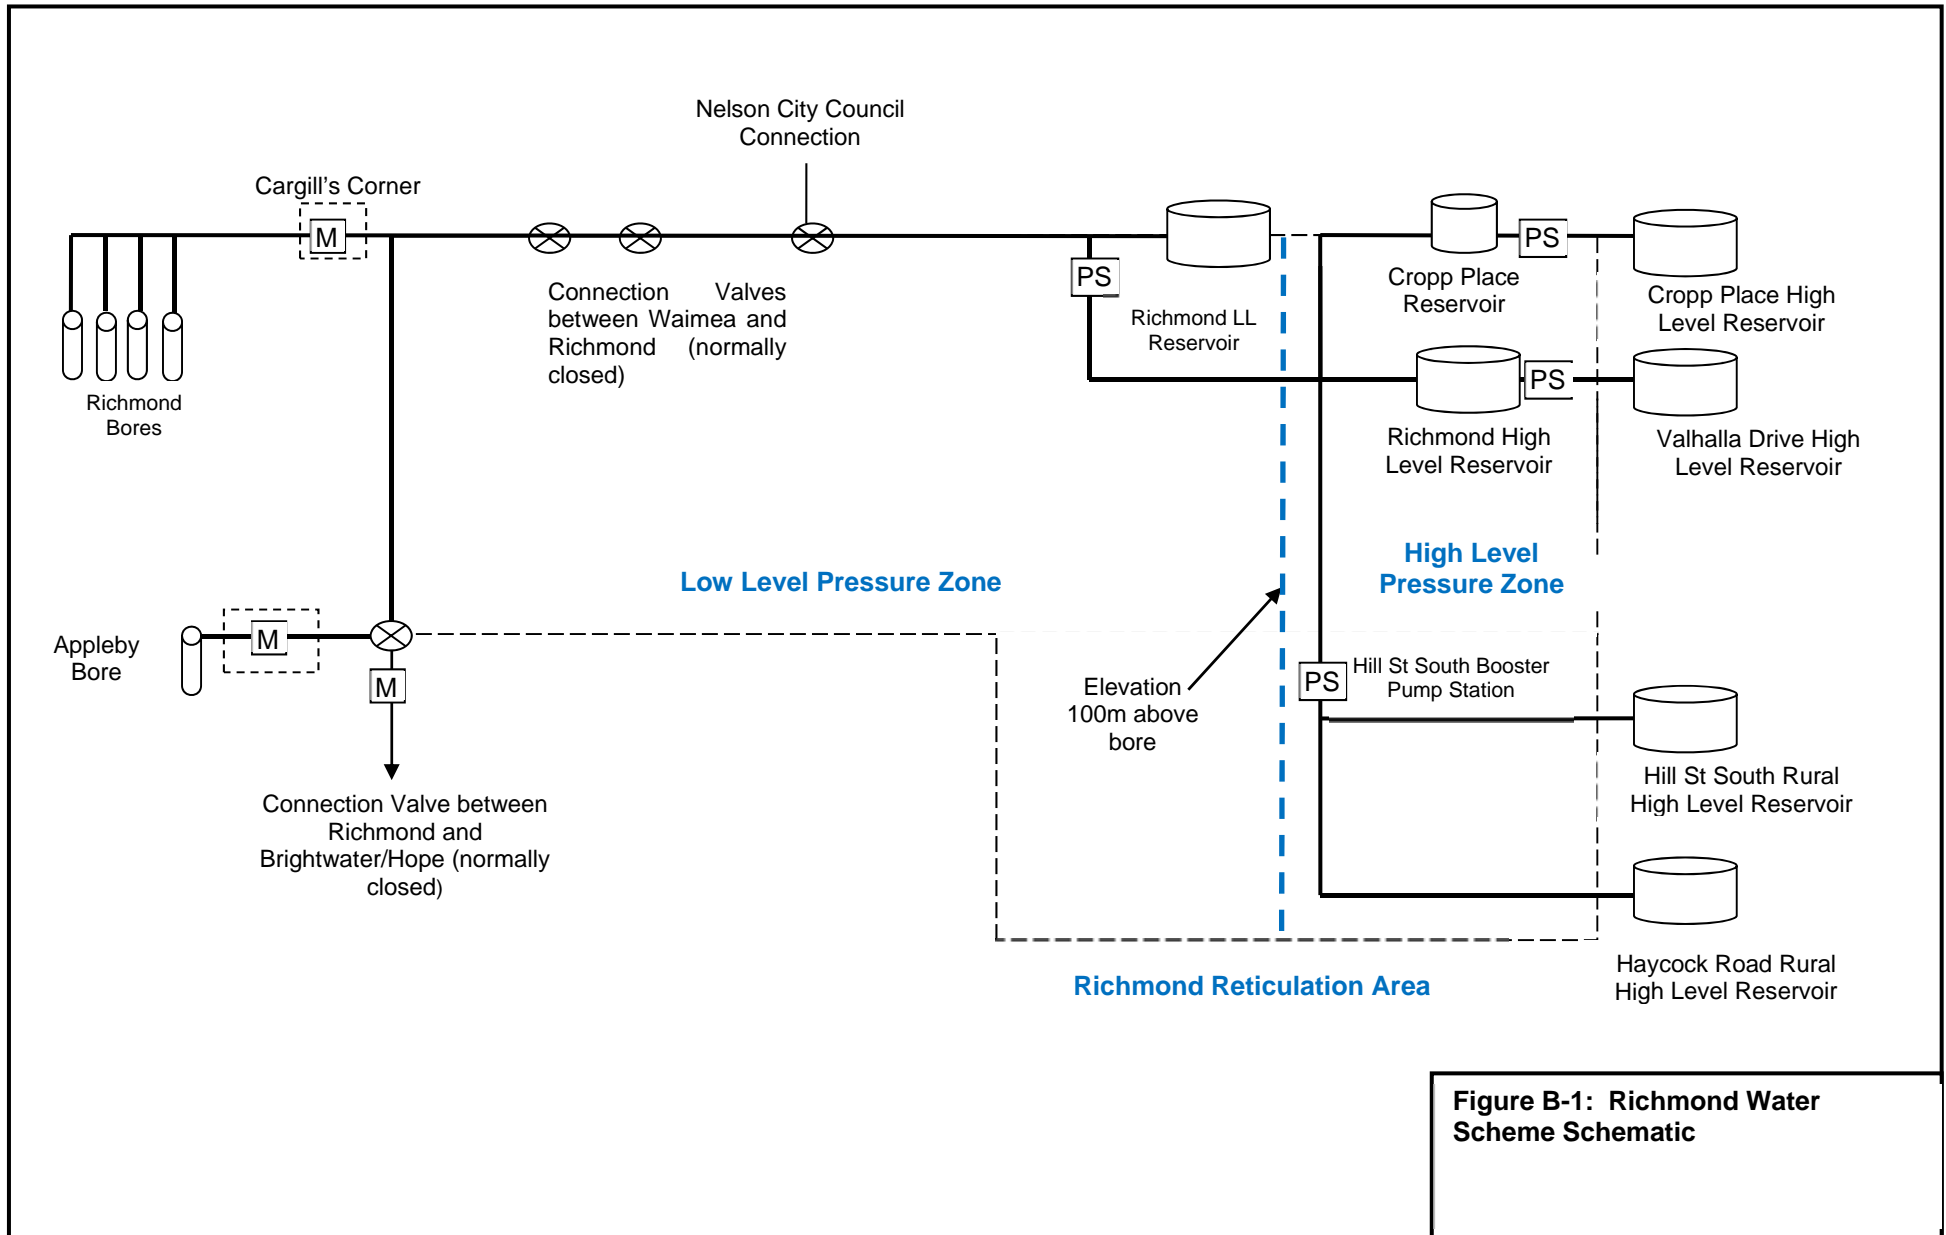 Nelson City Council
Connection
Cargill's Corner
M
PS
PS
Connection Valves
between Waimea and
Richmond (normally
closed)
Richmond LL
Reservoir
Cropp Place
Reservoir
Cropp Place High
Level Reservoir
Richmond
Bores
PS
Richmond High
Level Reservoir
Valhalla Drive High
Level Reservoir
Low Level Pressure Zone
High Level
Pressure Zone
Appleby
Bore
M
M
Elevation
100m above
bore
PS
Hill St South Booster
Pump Station
Connection Valve between
Richmond and
Brightwater/Hope (normally
closed)
Hill St South Rural
High Level Reservoir
Richmond Reticulation Area
Haycock Road Rural
High Level Reservoir
Figure B-1: Richmond Water
Scheme Schematic